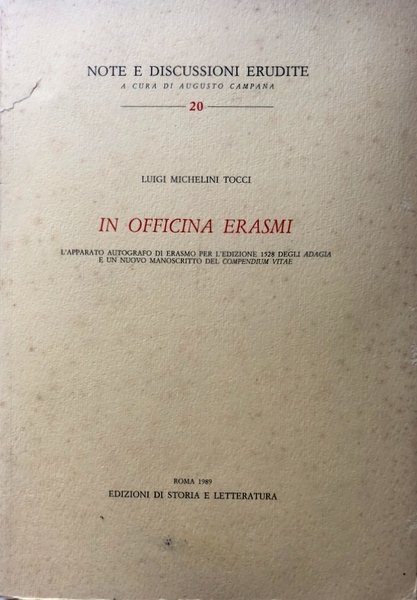 NOTE E DISCUSSIONI ERUDITE
A CURA DI AUGUSTO CAMPANA
20
LUIGI MICHELINI TOCCI
IN OFFICINA ERASMI
L'APPARATO AUTOGRAFO DI ERASMO PER L'EDIZIONE 1528 DEGLI ADAGIA
E UN NUOVO MANOSCRITTO DEL COMPENDIUM VITAE
ROMA 1989
EDIZIONI DI STORIA E LETTERATURA